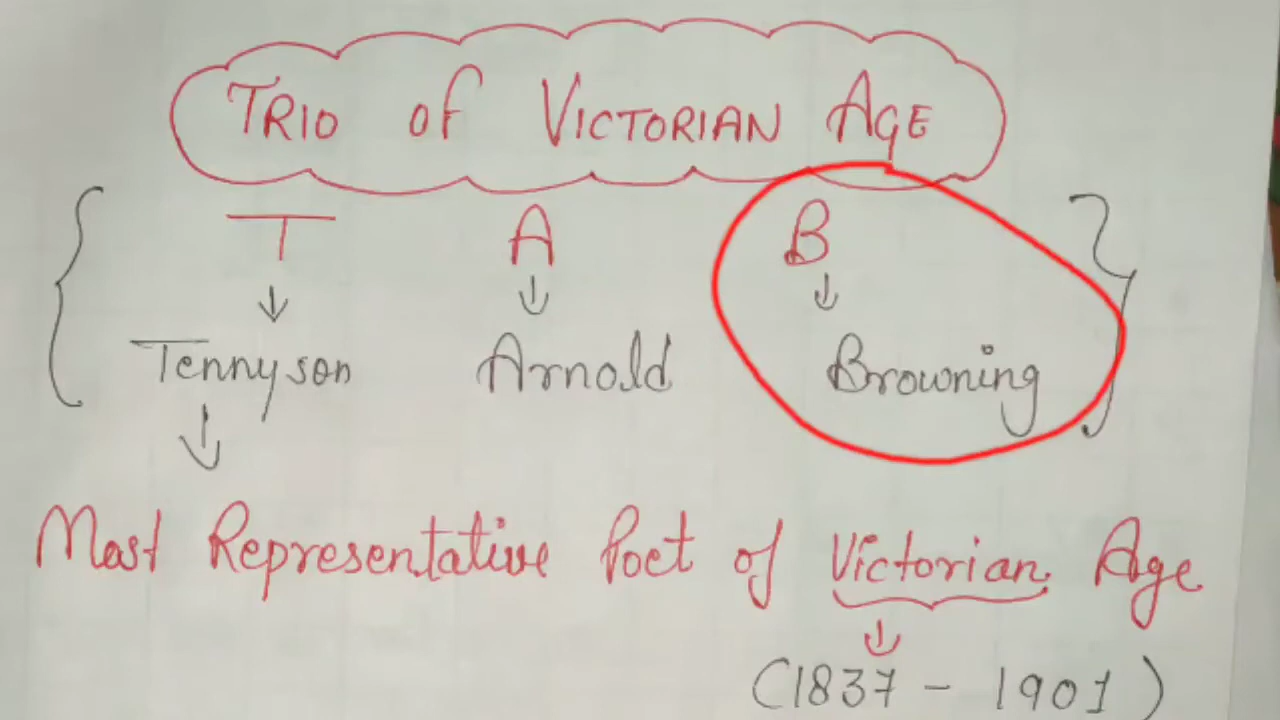 TRIO of VICTORIAN AGE
T A B
Tennyson Arnold Browning
Most Representative Poet of Victorian Age
(1837 - 1901)